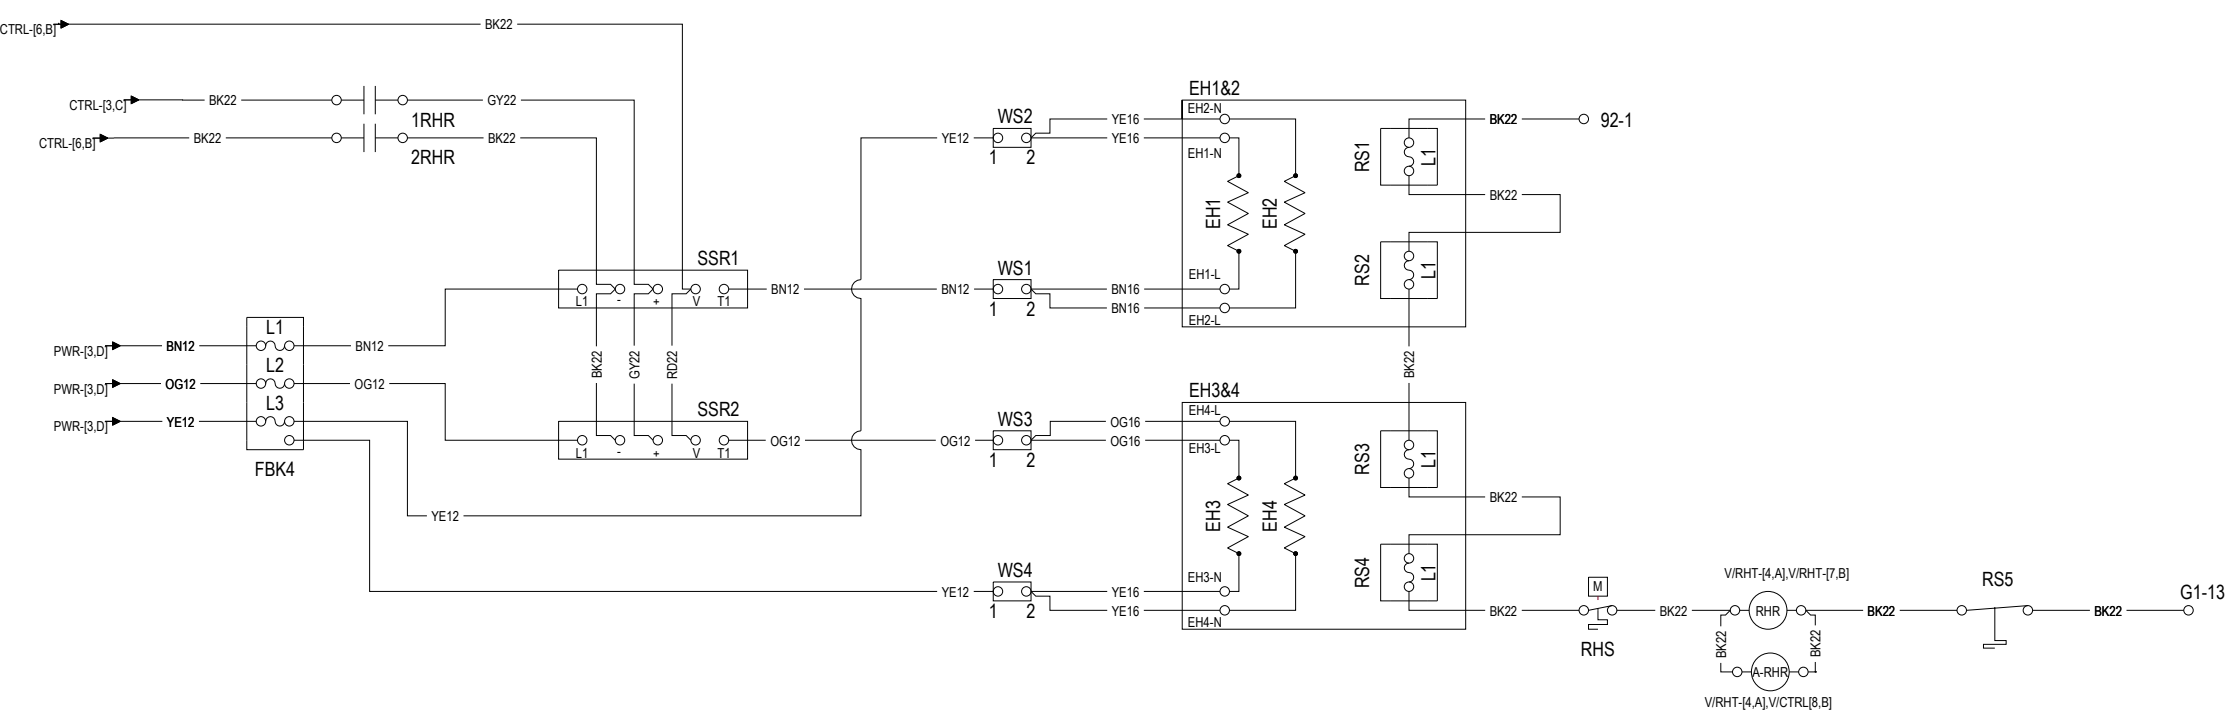 CTRL-[6,B] BK22
CTRL-[3,C] BK22 GY22
1RHR
CTRL-[6,B] BK22 BK22
2RHR
EH1&2
EH2-N
WS2 YE16 BK22 92-1
YE12 YE16
1 2 EH1-N
RS1 L1
BK22
EH1 EH2
SSR1
L1 - + V T1
BN12
RS2 L1
WS1 EH1-L
BN12 BN16
1 2 BN16
EH2-L
L1
PWR-[3,D] BN12 BN12
L2
PWR-[3,D] OG12 OG12
L3
PWR-[3,D] YE12
FBK4
BK22 GY22 RD22
BK22
SSR2
L1 - + V T1
OG12
EH3&4
EH4-L
WS3 OG16
OG12 OG16
1 2 EH3-L
RS3 L1
BK22
YE12
EH3 EH4
RS4 L1
WS4 EH3-N
YE12 YE16
1 2 YE16
EH4-N
BK22
M
RHS
BK22
V/RHT-[4,A],V/RHT-[7,B]
RHR
BK22 BK22
A-RHR
V/RHT-[4,A],V/CTRL[8,B]
BK22
RS5
BK22
G1-13